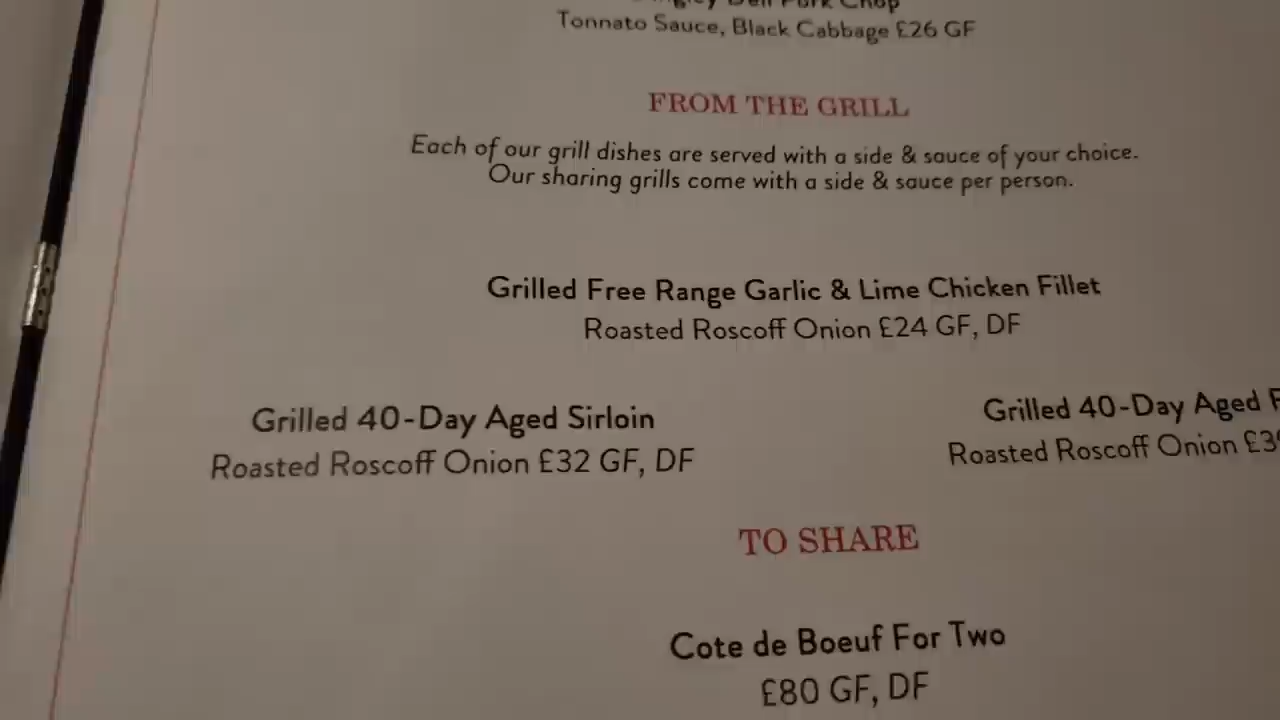 Pork Chop
Tonnato Sauce, Black Cabbage £26 GF
FROM THE GRILL
Each of our grill dishes are served with a side & sauce of your choice.
Our sharing grills come with a side & sauce per person.
Grilled Free Range Garlic & Lime Chicken Fillet
Roasted Roscoff Onion £24 GF, DF
Grilled 40-Day Aged Sirloin
Roasted Roscoff Onion £32 GF, DF
Grilled 40-Day Aged
Roasted Roscoff Onion
TO SHARE
Cote de Boeuf For Two
£80 GF, DF